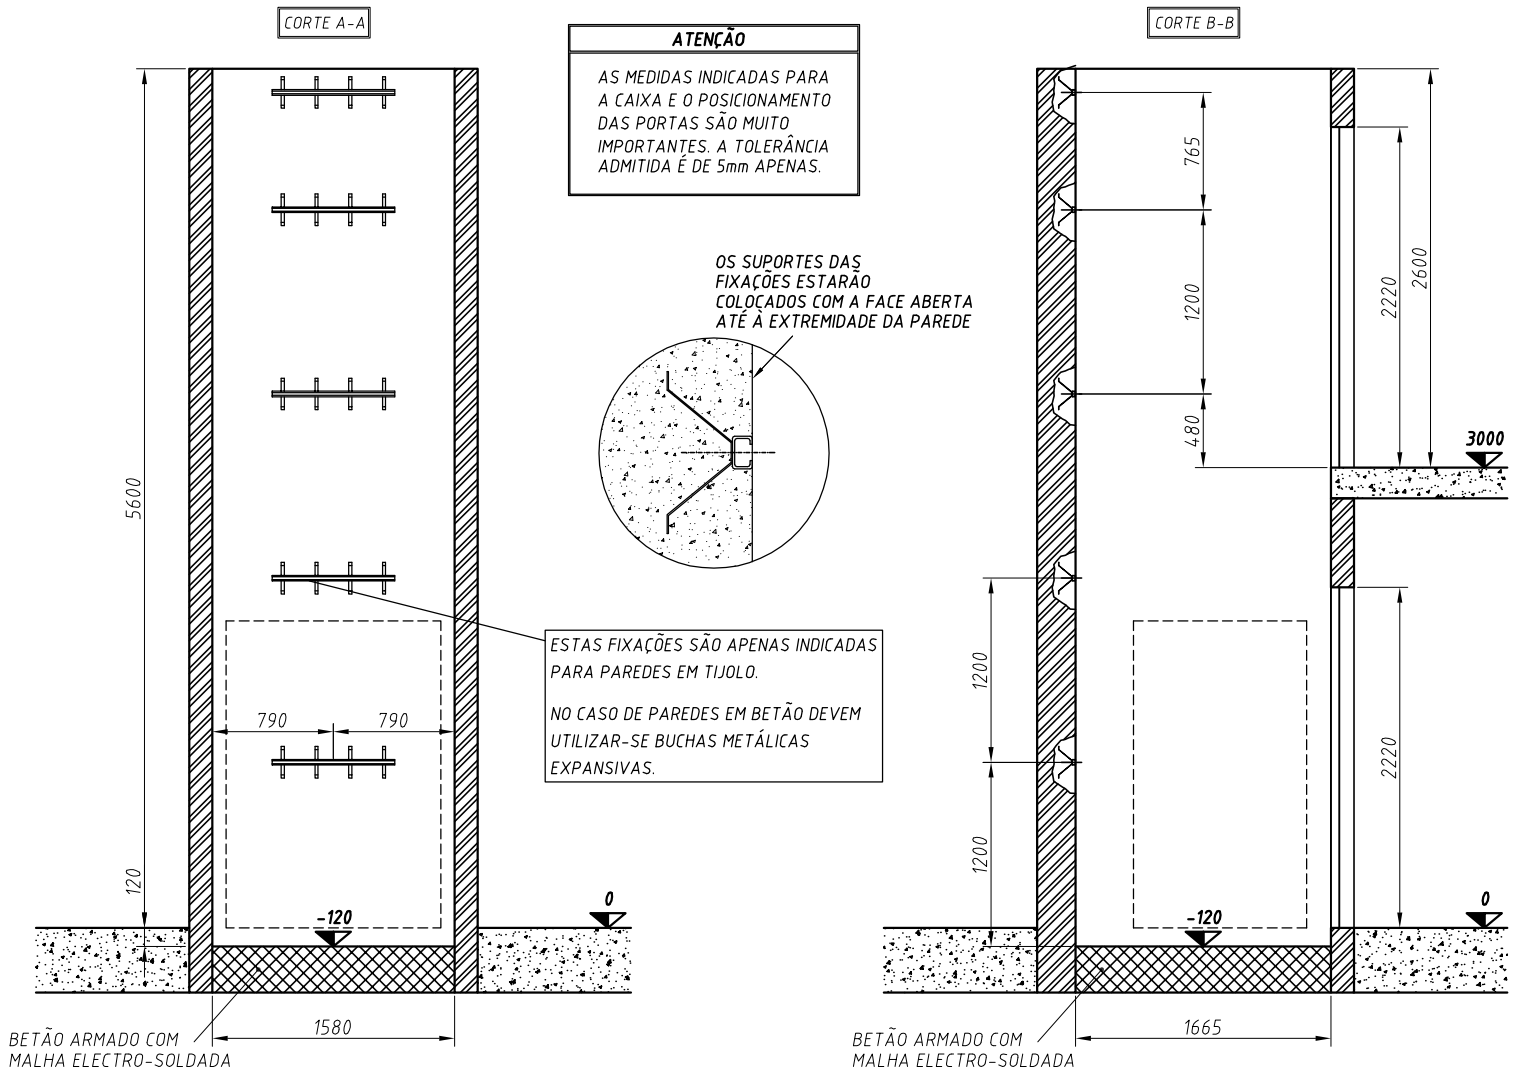 CORTE A-A
ATENÇÃO
AS MEDIDAS INDICADAS PARA
A CAIXA E O POSICIONAMENTO
DAS PORTAS SÃO MUITO
IMPORTANTES. A TOLERÂNCIA
ADMITIDA É DE 5mm APENAS.
CORTE B-B
OS SUPORTES DAS
FIXAÇÕES ESTARÃO
COLOCADOS COM A FACE ABERTA
ATÉ À EXTREMIDADE DA PAREDE
ESTAS FIXAÇÕES SÃO APENAS INDICADAS
PARA PAREDES EM TIJOLO.
NO CASO DE PAREDES EM BETÃO DEVEM
UTILIZAR-SE BUCHAS METÁLICAS
EXPANSIVAS.
5600
120
790
790
-120
0
1580
BETÃO ARMADO COM
MALHA ELECTRO-SOLDADA
765
1200
480
2220
2600
3000
1200
1200
2220
-120
0
1665
BETÃO ARMADO COM
MALHA ELECTRO-SOLDADA